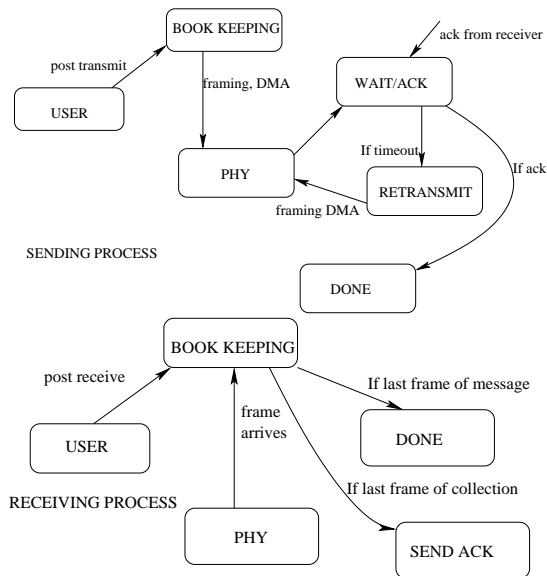 BOOK KEEPING
ack from receiver
post transmit
framing, DMA
WAIT/ACK
USER
If timeout
PHY
If ack
RETRANSMIT
framing DMA
SENDING PROCESS
DONE
BOOK KEEPING
post receive
If last frame of message
frame
arrives
USER
DONE
If last frame of collection
RECEIVING PROCESS
PHY
SEND ACK